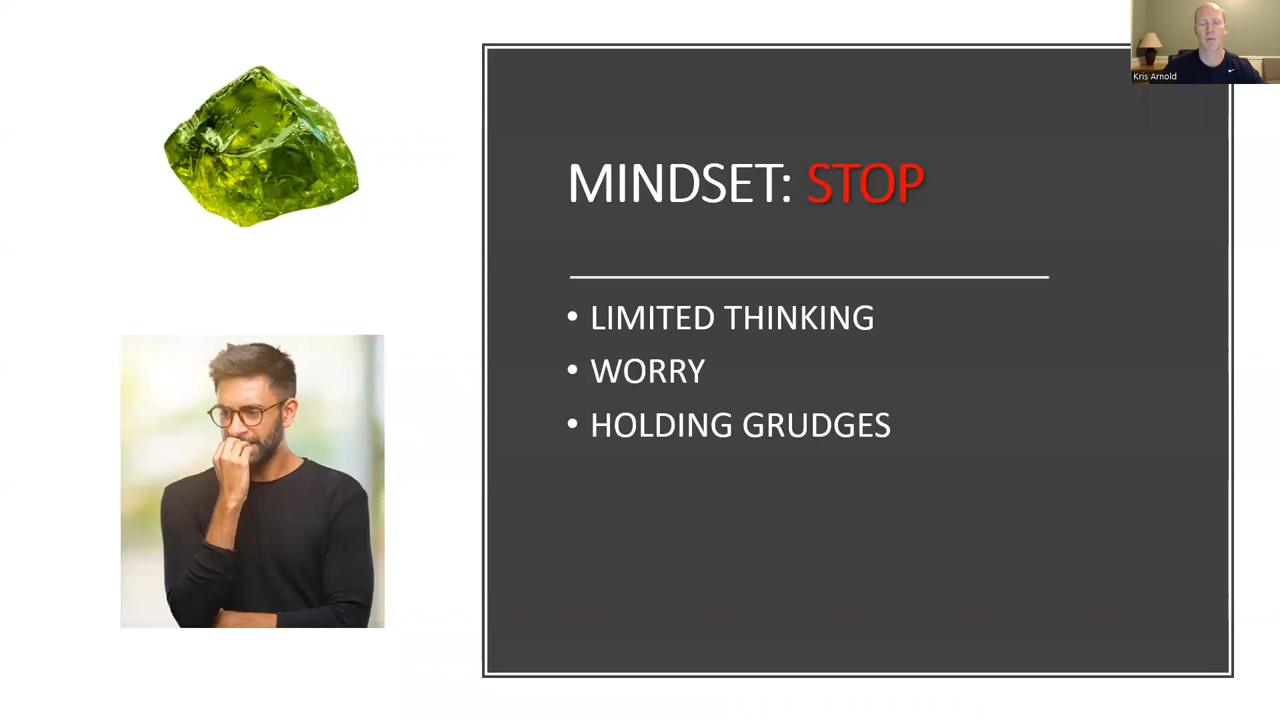 Kris Arnold
MINDSET: STOP
• LIMITED THINKING
• WORRY
• HOLDING GRUDGES